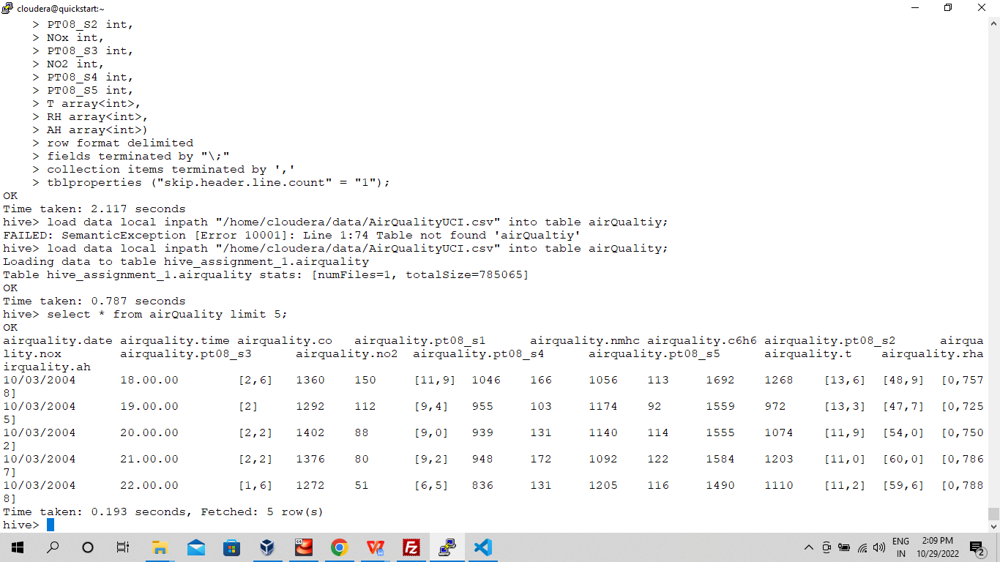 cloudera@quickstart:~
> PT08_S2 int,
> NOx int,
> PT08_S3 int,
> NO2 int,
> PT08_S4 int,
> PT08_S5 int,
> T array<int>,
> RH array<int>,
> AH array<int>)
> row format delimited
> fields terminated by "\;"
> collection items terminated by ','
> tblproperties ("skip.header.line.count" = "1");
OK
Time taken: 2.117 seconds
hive> load data local inpath "/home/cloudera/data/AirQualityUCI.csv" into table airQualtiy;
FAILED: SemanticException [Error 10001]: Line 1:74 Table not found 'airQualtiy'
hive> load data local inpath "/home/cloudera/data/AirQualityUCI.csv" into table airQuality;
Loading data to table hive_assignment_1.airquality
Table hive_assignment_1.airquality stats: [numFiles=1, totalSize=785065]
OK
Time taken: 0.787 seconds
hive> select * from airQuality limit 5;
OK
airquality.date airquality.time airquality.co airquality.pt08_s1 airquality.nmhc airquality.c6h6 airquality.pt08_s2 airqua
lity.nox airquality.pt08_s3 airquality.no2 airquality.pt08_s4 airquality.pt08_s5 airquality.t airquality.rha
irquality.ah
10/03/2004 18.00.00 [2,6] 1360 150 [11,9] 1046 166 1056 113 1692 1268 [13,6] [48,9] [0,757
8]
10/03/2004 19.00.00 [2] 1292 112 [9,4] 955 103 1174 92 1559 972 [13,3] [47,7] [0,725
5]
10/03/2004 20.00.00 [2,2] 1402 88 [9,0] 939 131 1140 114 1555 1074 [11,9] [54,0] [0,750
2]
10/03/2004 21.00.00 [2,2] 1376 80 [9,2] 948 172 1092 122 1584 1203 [11,0] [60,0] [0,786
7]
10/03/2004 22.00.00 [1,6] 1272 51 [6,5] 836 131 1205 116 1490 1110 [11,2] [59,6] [0,788
8]
Time taken: 0.193 seconds, Fetched: 5 row(s)
hive>
ENG
IN
2:09 PM
10/29/2022
2